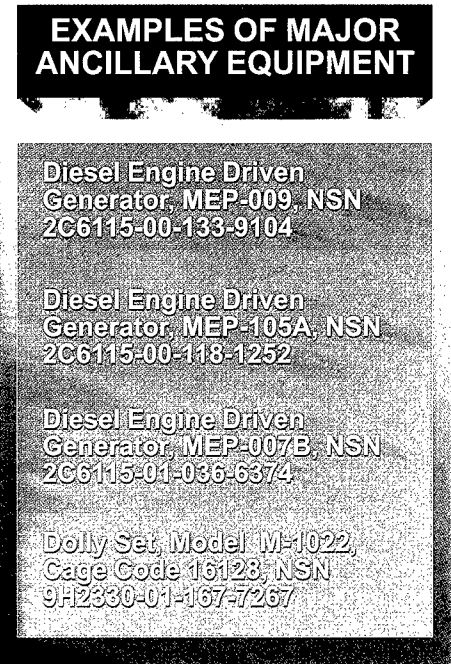 EXAMPLES OF MAJOR
ANCILLARY EQUIPMENT
Diesel Engine Driven
Generator, MEP-009, NSN
2C6115-00-133-9104
Diesel Engine Driven
Generator, MEP-105A, NSN
2C6115-00-118-1252
Diesel Engine Driven
Generator, MEP-007B, NSN
2C6115-01-036-6374
Dolly Set, Model M-1022,
Cage Code 16128, NSN
9H2330-01-167-7267